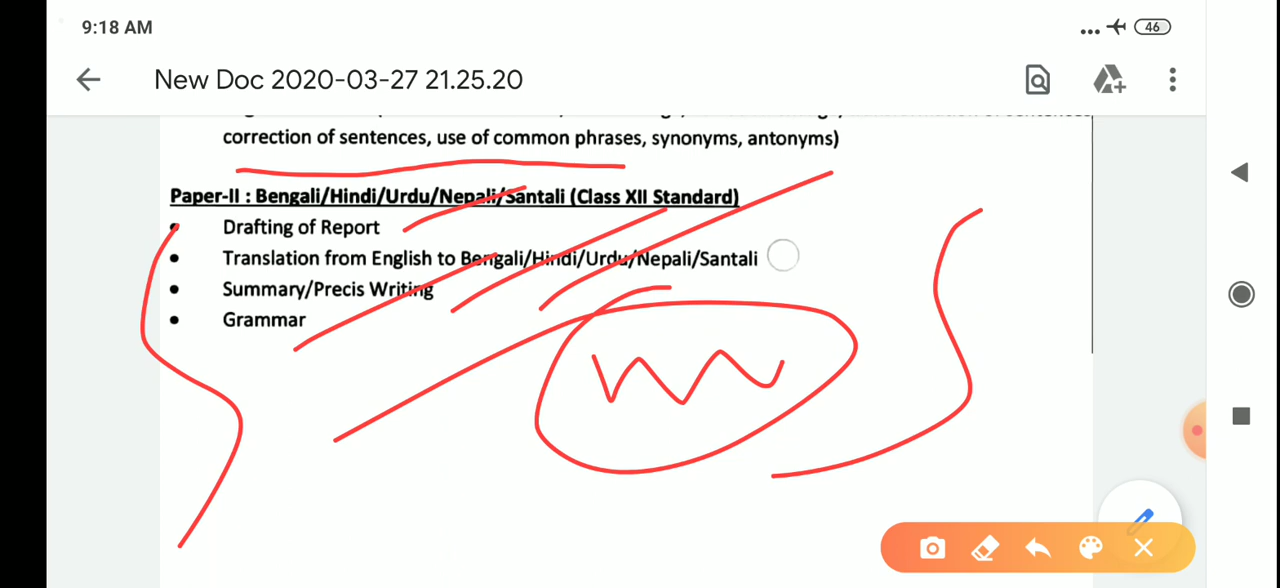 9:18 AM
46
New Doc 2020-03-27 21.25.20
correction of sentences, use of common phrases, synonyms, antonyms)
Paper-II : Bengali/Hindi/Urdu/Nepali/Santali (Class XII Standard)
• Drafting of Report
• Translation from English to Bengali/Hindi/Urdu/Nepali/Santali
• Summary/Precis Writing
• Grammar